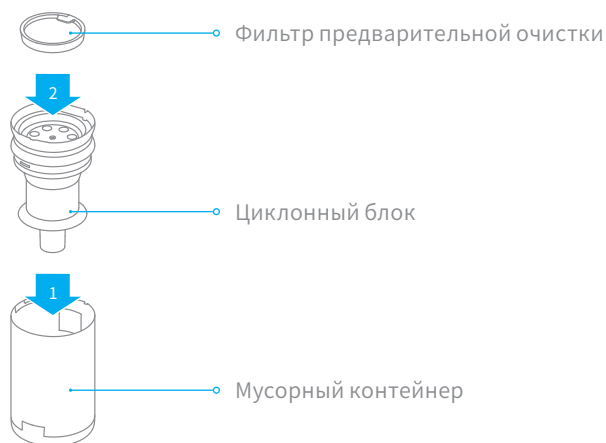 Фильтр предварительной очистки
2
Циклонный блок
1
Мусорный контейнер